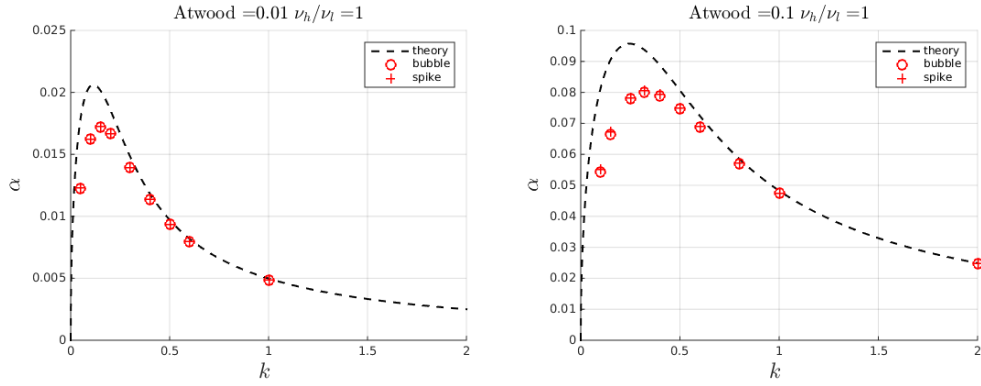 Atwood =0.01 νh/νl =1
0.025
0.02
0.015
0.01
0.005
0
α
0
0.5
1
1.5
2
k
theory
bubble
spike
Atwood =0.1 νh/νl =1
0.1
0.09
0.08
0.07
0.06
0.05
0.04
0.03
0.02
0.01
0
α
0
0.5
1
1.5
2
k
theory
bubble
spike